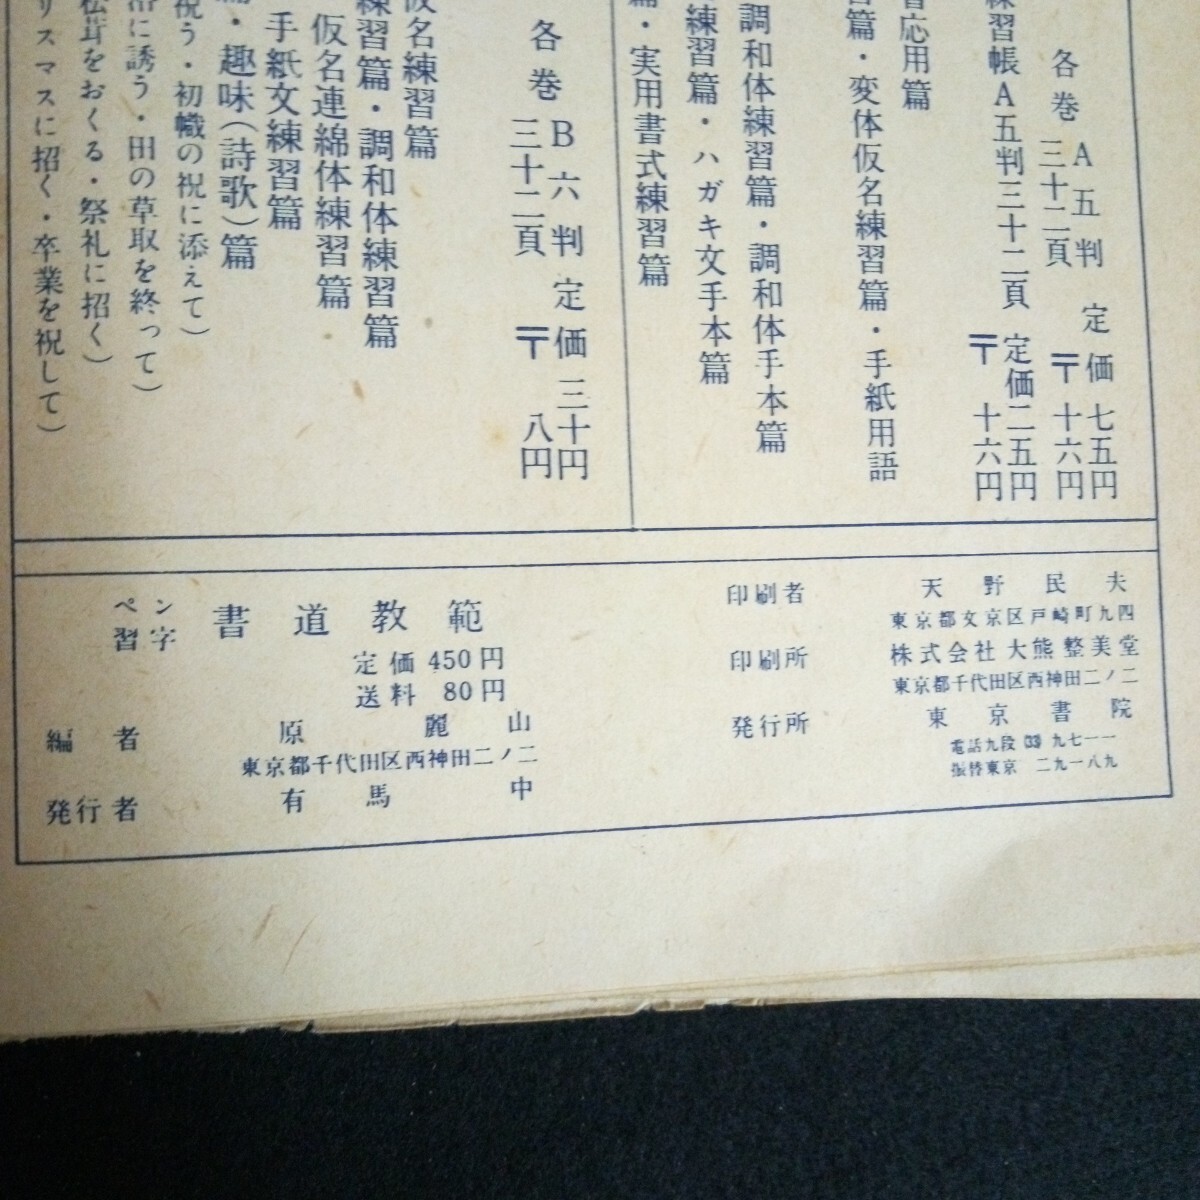 各巻 A五判 三十二頁 定価 七五円 〒 十六円
練習帳A五判三十二頁 定価二五円 〒 十六円
習応用篇
習篇・変体仮名練習篇・手紙用語
調和体練習篇・調和体手本篇
練習篇・ハガキ文手本篇
篇・実用書式練習篇
各巻 B六判 三十二頁 定価 三十円 〒 八円
仮名練習篇
練習篇・調和体練習篇
仮名連綿体練習篇
手紙文練習篇
篇・趣味(詩歌)篇
祝う・初幟の祝に添えて)
に誘う・田の草取を終って)
松茸をおくる・祭礼に招く)
リスマスに招く・卒業を祝して)
ペン習字 書道教範
定価 450円
送料 80円
編者 原麗山
東京都千代田区西神田二ノ二
発行者 有馬中
印刷者 天野民夫
東京都文京区戸崎町九四
印刷所 株式会社大熊整美堂
東京都千代田区西神田二ノ二
発行所 東京書院
電話九段(33)九七一一
振替東京 二九一八九